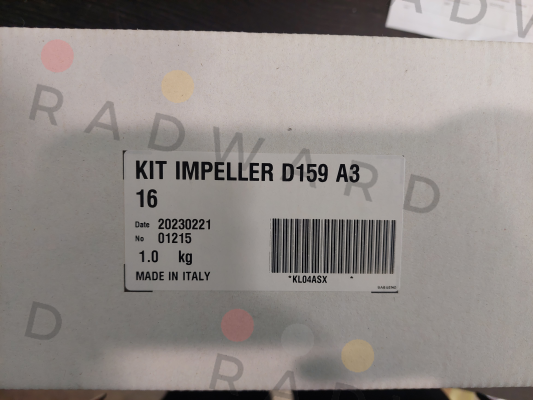 RADWARD
KIT IMPELLER D159 A3
16
Date 20230221
No 01215
1.0 kg
MADE IN ITALY
*KL04ASX *
D
RADWARD